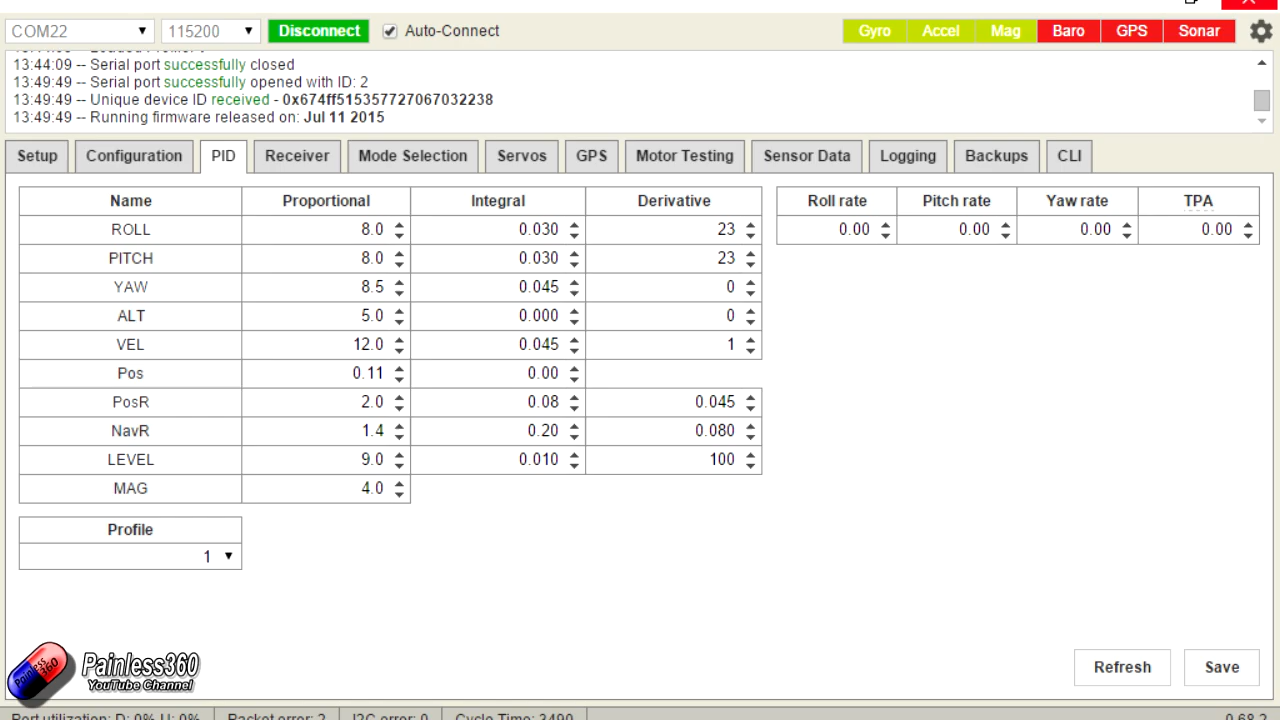 COM22 115200 Disconnect Auto-Connect Gyro Accel Mag Baro GPS Sonar
13:44:09 -- Serial port successfully closed
13:49:49 -- Serial port successfully opened with ID: 2
13:49:49 -- Unique device ID received - 0x674ff515357727067032238
13:49:49 -- Running firmware released on: Jul 11 2015
Setup Configuration PID Receiver Mode Selection Servos GPS Motor Testing Sensor Data Logging Backups CLI
Name Proportional Integral Derivative Roll rate Pitch rate Yaw rate TPA
ROLL 8.0 0.030 23 0.00 0.00 0.00 0.00
PITCH 8.0 0.030 23
YAW 8.5 0.045 0
ALT 5.0 0.000 0
VEL 12.0 0.045 1
Pos 0.11 0.00
PosR 2.0 0.08 0.045
NavR 1.4 0.20 0.080
LEVEL 9.0 0.010 100
MAG 4.0
Profile
1
Painless360 Painless360
YouTube Channel
Refresh Save
Port utilization: D: 0% U: 0% Packet error: 2 I2C error: 0 Cycle Time: 3490 0.68.2